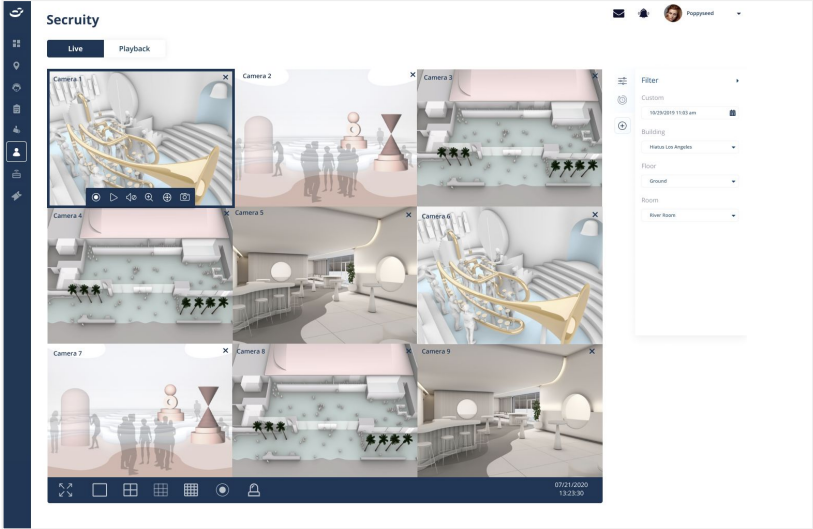 Secruity
Poppyseed
Live
Playback
Camera 1
Camera 2
Camera 3
Camera 4
Camera 5
Camera 6
Camera 7
Camera 8
Camera 9
07/21/2020
13:23:30
Filter
Custom
10/29/2019 11:03 am
Building
Hiatus Los Angeles
Floor
Ground
Room
River Room